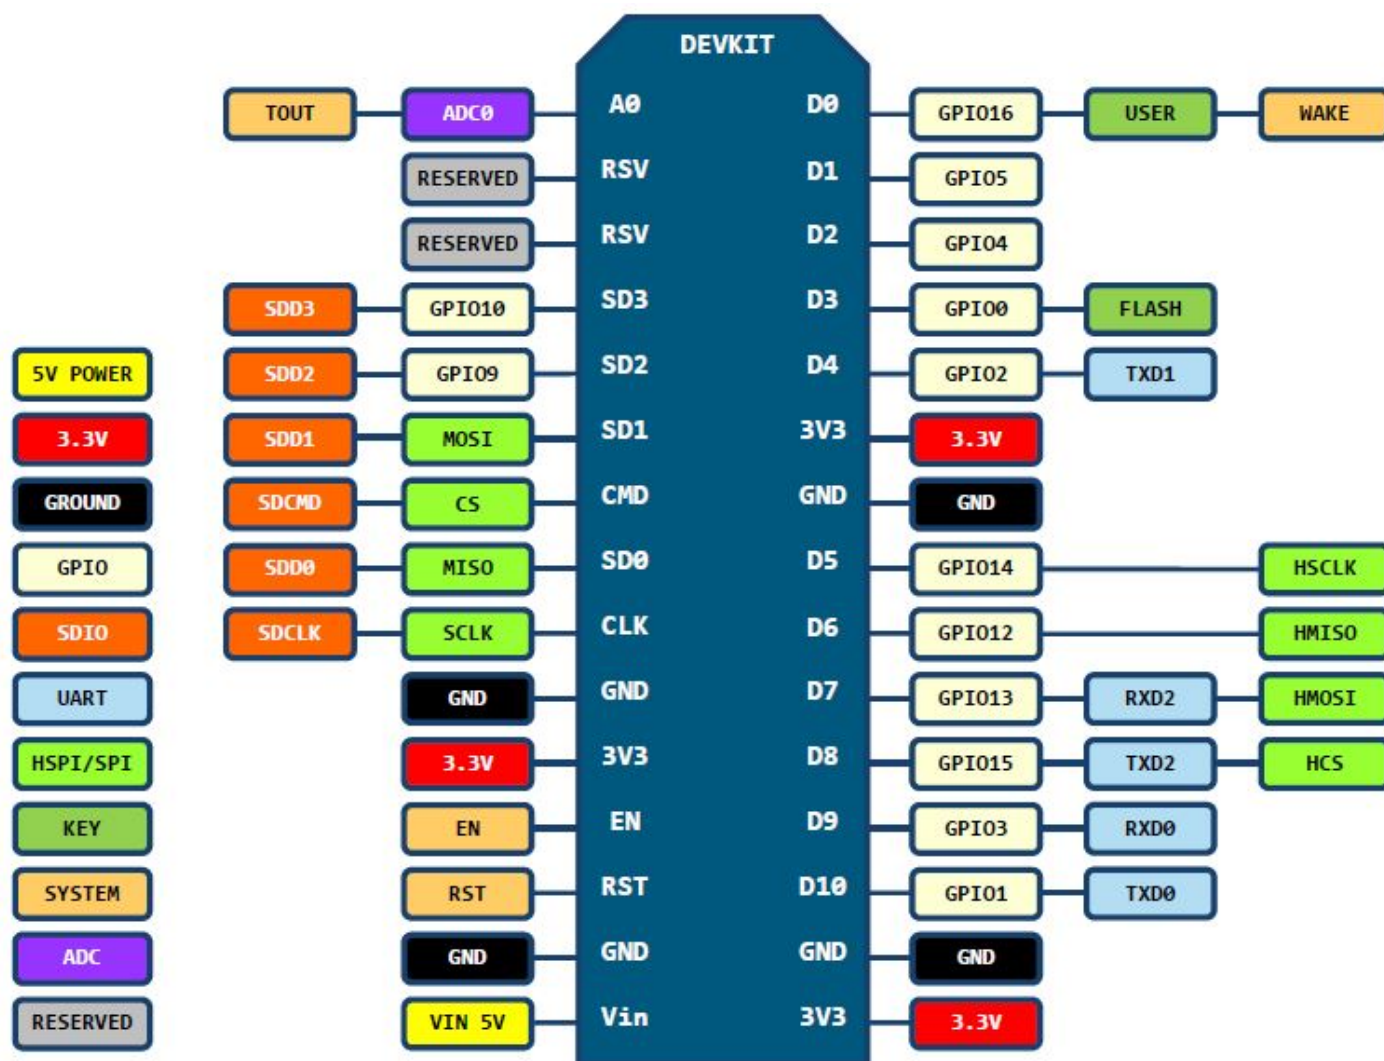 DEVKIT
TOUT ADC0 A0 D0 GPIO16 USER WAKE
RESERVED RSV D1 GPIO5
RESERVED RSV D2 GPIO4
SDD3 GPIO10 SD3 D3 GPIO0 FLASH
5V POWER SDD2 GPIO9 SD2 D4 GPIO2 TXD1
3.3V SDD1 MOSI SD1 3V3 3.3V
GROUND SDCMD CS CMD GND GND
GPIO SDD0 MISO SD0 D5 GPIO14 HSCLK
SDIO SDCLK SCLK CLK D6 GPIO12 HMISO
UART GND GND D7 GPIO13 RXD2 HMOSI
HSPI/SPI 3.3V 3V3 D8 GPIO15 TXD2 HCS
KEY EN EN D9 GPIO3 RXD0
SYSTEM RST RST D10 GPIO1 TXD0
ADC GND GND GND GND
RESERVED VIN 5V Vin 3V3 3.3V